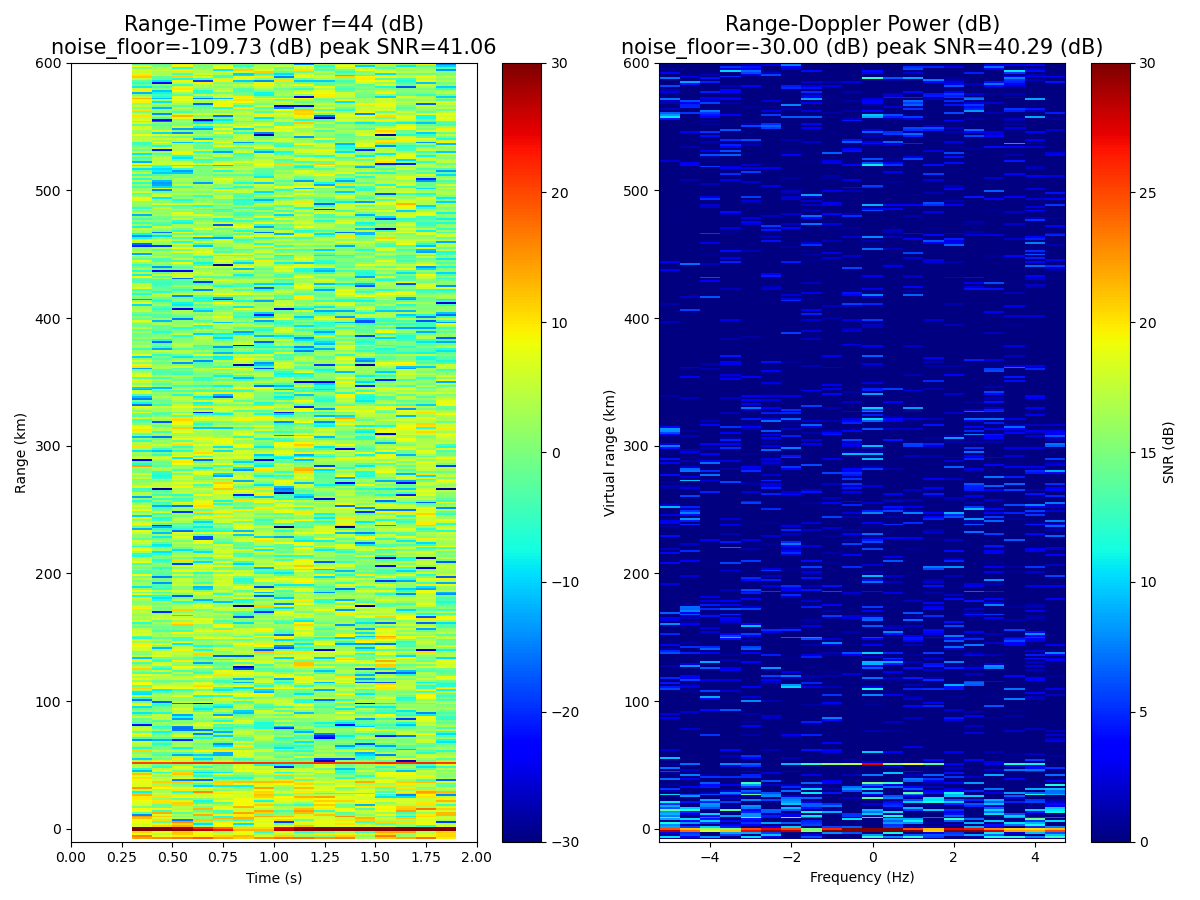 Range-Time Power f=44 (dB)
noise_floor=-109.73 (dB) peak SNR=41.06
Range-Doppler Power (dB)
noise_floor=-30.00 (dB) peak SNR=40.29 (dB)
600
500
400
300
200
100
0
Range (km)
0.00 0.25 0.50 0.75 1.00 1.25 1.50 1.75 2.00
Time (s)
30
20
10
0
−10
−20
−30
600
500
400
300
200
100
0
Virtual range (km)
−4 −2 0 2 4
Frequency (Hz)
30
25
20
15
10
5
0
SNR (dB)